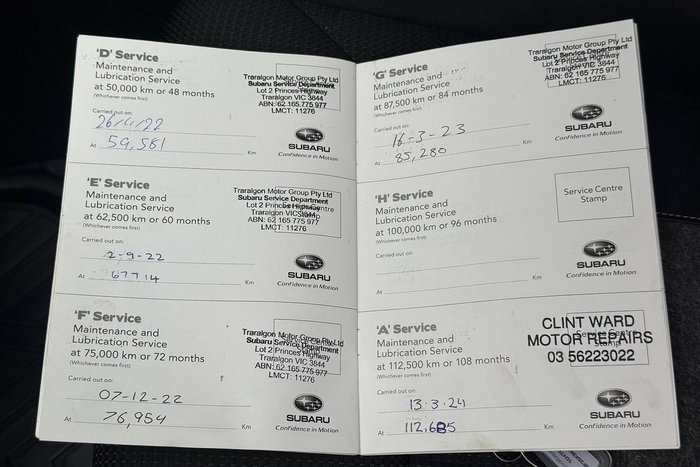 'D' Service
Maintenance and
Lubrication Service
at 50,000 km or 48 months
(Whichever comes first)
Traralgon Motor Group Pty Ltd
Subaru Service Department
Lot 2 Princes Highway
Traralgon VIC 3844
ABN: 62 165 775 977
LMCT: 11276
Carried out on:
26/4/22
At 59,581 Km
SUBARU
Confidence in Motion
'E' Service
Maintenance and
Lubrication Service
at 62,500 km or 60 months
(Whichever comes first)
Traralgon Motor Group Pty Ltd
Subaru Service Department
Lot 2 Princes Highway
Traralgon VIC 3844
ABN: 62 165 775 977
LMCT: 11276
Carried out on:
2-9-22
At 67714 Km
SUBARU
Confidence in Motion
'F' Service
Maintenance and
Lubrication Service
at 75,000 km or 72 months
(Whichever comes first)
Traralgon Motor Group Pty Ltd
Subaru Service Department
Lot 2 Princes Highway
Traralgon VIC 3844
ABN: 62 165 775 977
LMCT: 11276
Carried out on:
07-12-22
At 76,954 Km
SUBARU
Confidence in Motion
'G' Service
Maintenance and
Lubrication Service
at 87,500 km or 84 months
(Whichever comes first)
Traralgon Motor Group Pty Ltd
Subaru Service Department
Lot 2 Princes Highway
Traralgon VIC 3844
ABN: 62 165 775 977
LMCT: 11276
Carried out on:
16-3-23
At 85,280 Km
SUBARU
Confidence in Motion
'H' Service
Maintenance and
Lubrication Service
at 100,000 km or 96 months
(Whichever comes first)
Service Centre
Stamp
Carried out on:
At Km
SUBARU
Confidence in Motion
'A' Service
Maintenance and
Lubrication Service
at 112,500 km or 108 months
(Whichever comes first)
Service Centre
Stamp
CLINT WARD
MOTOR REPAIRS
03 56223022
Carried out on:
13-3-24
At 112,685 Km
SUBARU
Confidence in Motion